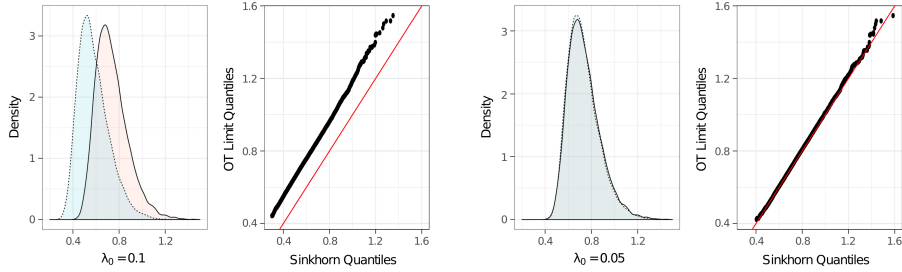 Density
3
2
1
0
0.4 0.8 1.2
λ₀ = 0.1
OT Limit Quantiles
1.6
1.2
0.8
0.4
0.4 0.8 1.2 1.6
Sinkhorn Quantiles
Density
3
2
1
0
0.4 0.8 1.2
λ₀ = 0.05
OT Limit Quantiles
1.6
1.2
0.8
0.4
0.4 0.8 1.2 1.6
Sinkhorn Quantiles